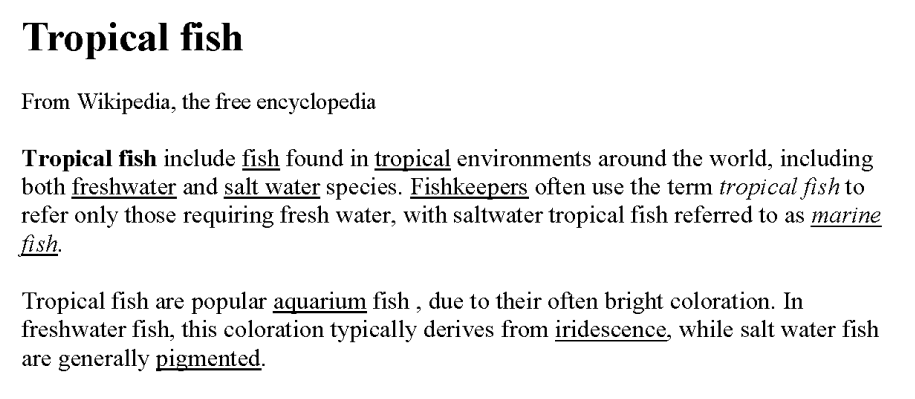 Tropical fish
From Wikipedia, the free encyclopedia
Tropical fish include fish found in tropical environments around the world, including
both freshwater and salt water species. Fishkeepers often use the term tropical fish to
refer only those requiring fresh water, with saltwater tropical fish referred to as marine
fish.
Tropical fish are popular aquarium fish , due to their often bright coloration. In
freshwater fish, this coloration typically derives from iridescence, while salt water fish
are generally pigmented.